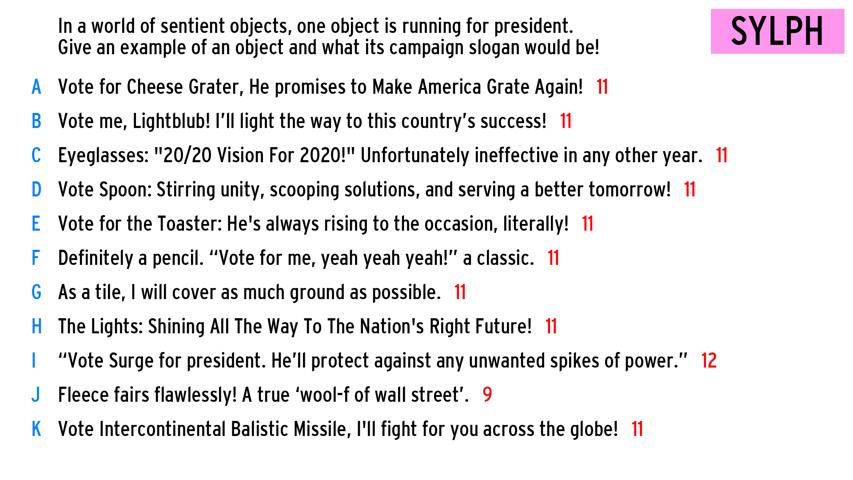 In a world of sentient objects, one object is running for president.
Give an example of an object and what its campaign slogan would be!
SYLPH
A Vote for Cheese Grater, He promises to Make America Grate Again! 11
B Vote me, Lightblub! I’ll light the way to this country’s success! 11
C Eyeglasses: "20/20 Vision For 2020!" Unfortunately ineffective in any other year. 11
D Vote Spoon: Stirring unity, scooping solutions, and serving a better tomorrow! 11
E Vote for the Toaster: He's always rising to the occasion, literally! 11
F Definitely a pencil. “Vote for me, yeah yeah yeah!” a classic. 11
G As a tile, I will cover as much ground as possible. 11
H The Lights: Shining All The Way To The Nation's Right Future! 11
I “Vote Surge for president. He’ll protect against any unwanted spikes of power.” 12
J Fleece fairs flawlessly! A true ‘wool-f of wall street’. 9
K Vote Intercontinental Balistic Missile, I'll fight for you across the globe! 11